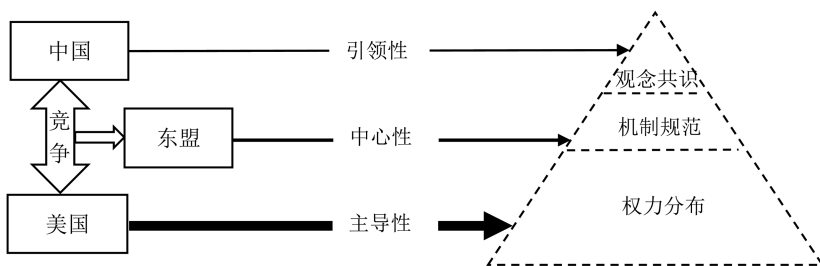 中国
引领性
观念共识
竞争
东盟
中心性
机制规范
美国
主导性
权力分布